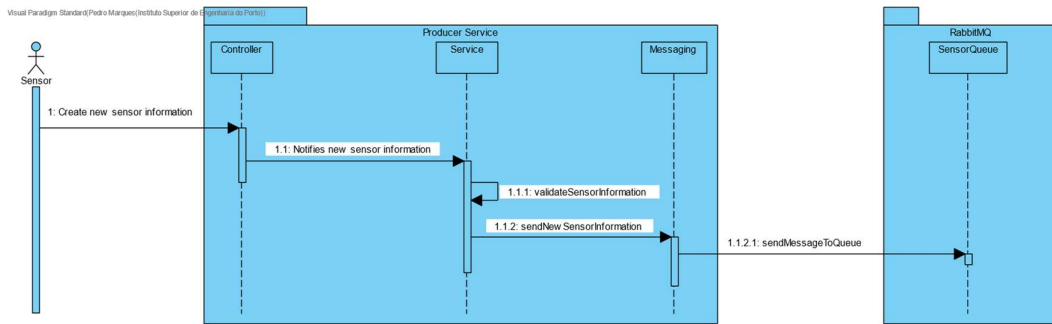 Visual Paradigm Standard(Pedro Marques(Instituto Superior de Engenharia do Porto))
Producer Service
RabbitMQ
Controller
Service
Messaging
SensorQueue
Sensor
1: Create new sensor information
1.1: Notifies new sensor information
1.1.1: validateSensorInformation
1.1.2: sendNewSensorInformation
1.1.2.1: sendMessageToQueue